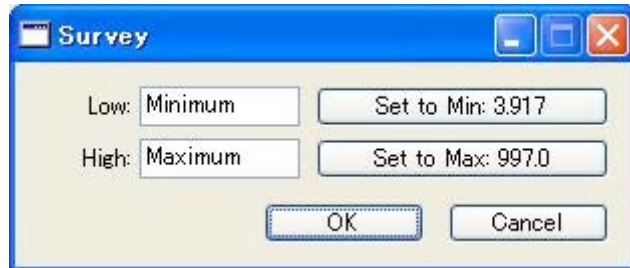 Survey
Low: Minimum Set to Min: 3.917
High: Maximum Set to Max: 997.0
OK Cancel